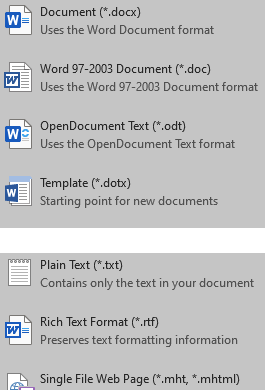 Document (*.docx)
Uses the Word Document format
Word 97-2003 Document (*.doc)
Uses the Word 97-2003 Document format
OpenDocument Text (*.odt)
Uses the OpenDocument Text format
Template (*.dotx)
Starting point for new documents
Plain Text (*.txt)
Contains only the text in your document
Rich Text Format (*.rtf)
Preserves text formatting information
Single File Web Page (*.mht, *.mhtml)